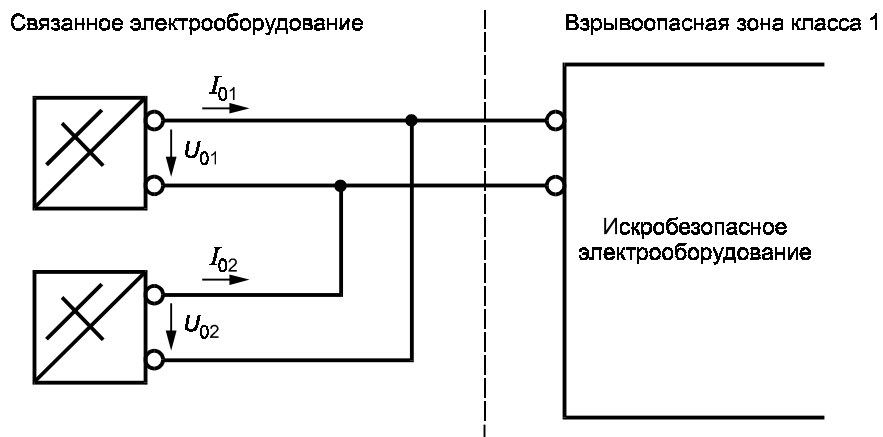 Связанное электрооборудование
Взрывоопасная зона класса 1
I01
U01
I02
U02
Искробезопасное
электрооборудование